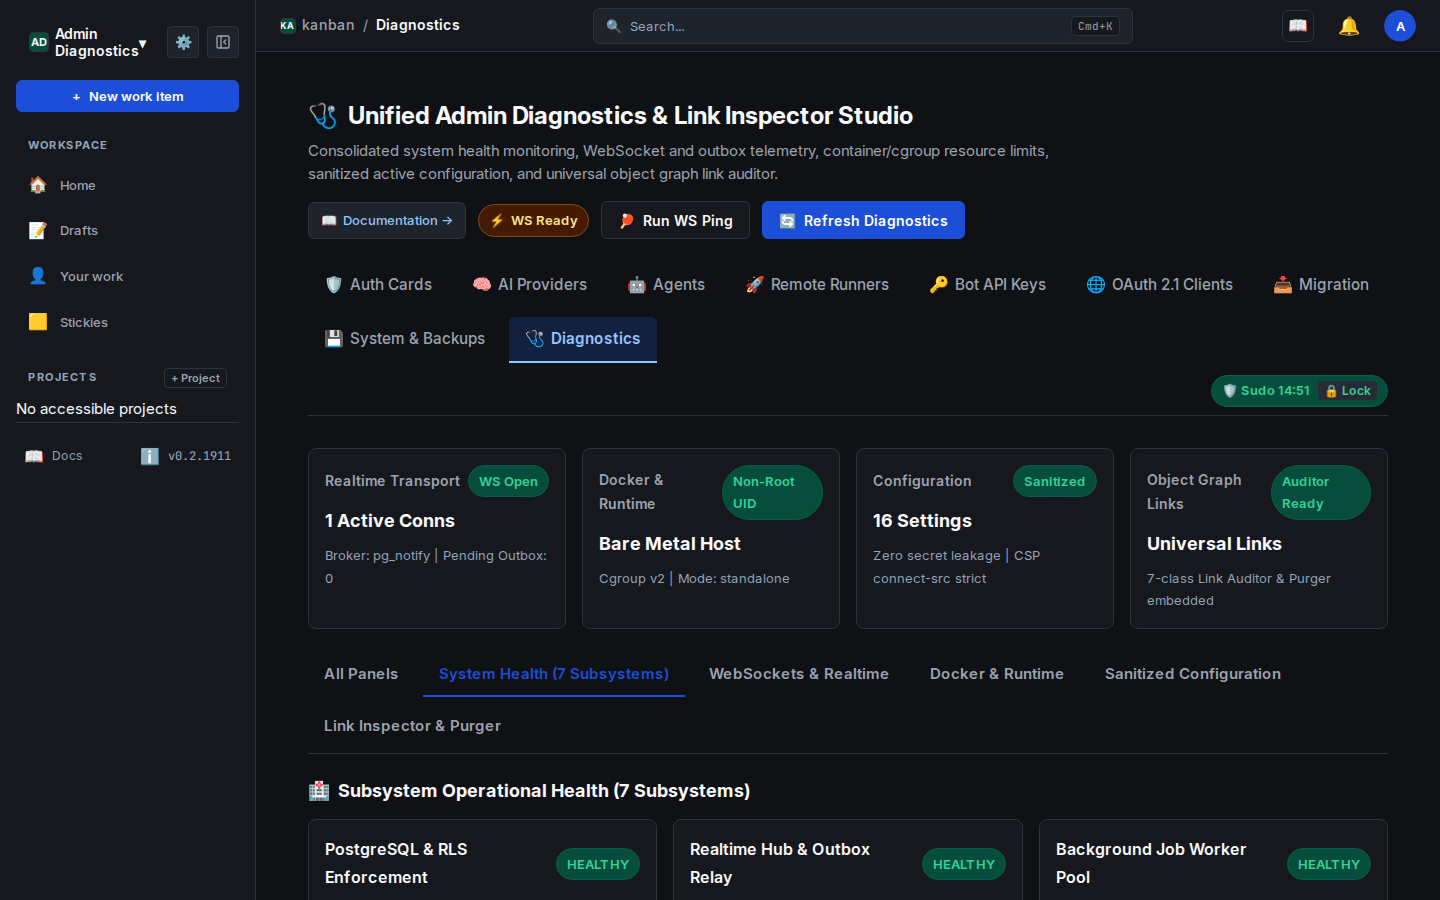 AD Admin Diagnostics ▾
+ New work item
WORKSPACE
Home
Drafts
Your work
Stickies
PROJECTS
+ Project
No accessible projects
Docs
v0.2.1911
KA kanban / Diagnostics
Search...
Cmd+K
A
Unified Admin Diagnostics & Link Inspector Studio
Consolidated system health monitoring, WebSocket and outbox telemetry, container/cgroup resource limits,
sanitized active configuration, and universal object graph link auditor.
Documentation →
WS Ready
Run WS Ping
Refresh Diagnostics
Auth Cards
AI Providers
Agents
Remote Runners
Bot API Keys
OAuth 2.1 Clients
Migration
System & Backups
Diagnostics
Sudo 14:51
Lock
Realtime Transport
WS Open
1 Active Conns
Broker: pg_notify | Pending Outbox:
0
Docker &
Runtime
Non-Root
UID
Bare Metal Host
Cgroup v2 | Mode: standalone
Configuration
Sanitized
16 Settings
Zero secret leakage | CSP
connect-src strict
Object Graph
Links
Auditor
Ready
Universal Links
7-class Link Auditor & Purger
embedded
All Panels
System Health (7 Subsystems)
WebSockets & Realtime
Docker & Runtime
Sanitized Configuration
Link Inspector & Purger
Subsystem Operational Health (7 Subsystems)
PostgreSQL & RLS
Enforcement
HEALTHY
Realtime Hub & Outbox
Relay
HEALTHY
Background Job Worker
Pool
HEALTHY